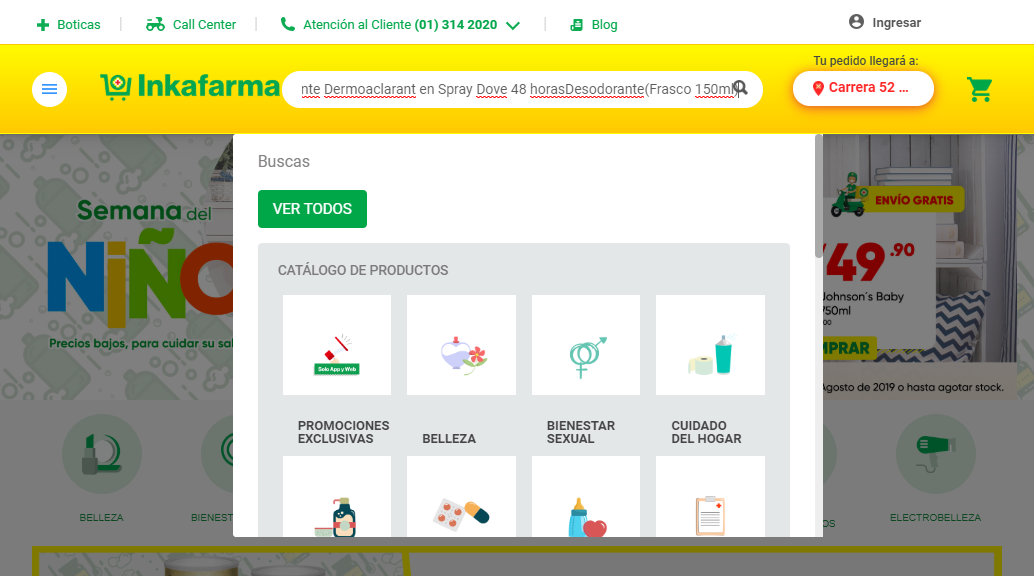 Boticas
Call Center
Atención al Cliente (01) 314 2020
Blog
Ingresar
Inkafarma
nte Dermoaclarant en Spray Dove 48 horasDesodorante(Frasco 150ml)
Tu pedido llegará a:
Carrera 52 ...
Buscas
VER TODOS
CATÁLOGO DE PRODUCTOS
Solo App y Web
PROMOCIONES
EXCLUSIVAS
BELLEZA
BIENESTAR
SEXUAL
CUIDADO
DEL HOGAR
Semana del
NIÑO
Precios bajos, para cuidar su sal
ENVÍO GRATIS
/49.90
Johnson's Baby
750ml
MPRAR
Agosto de 2019 o hasta agotar stock.
BELLEZA
BIENEST
OS
ELECTROBELLEZA